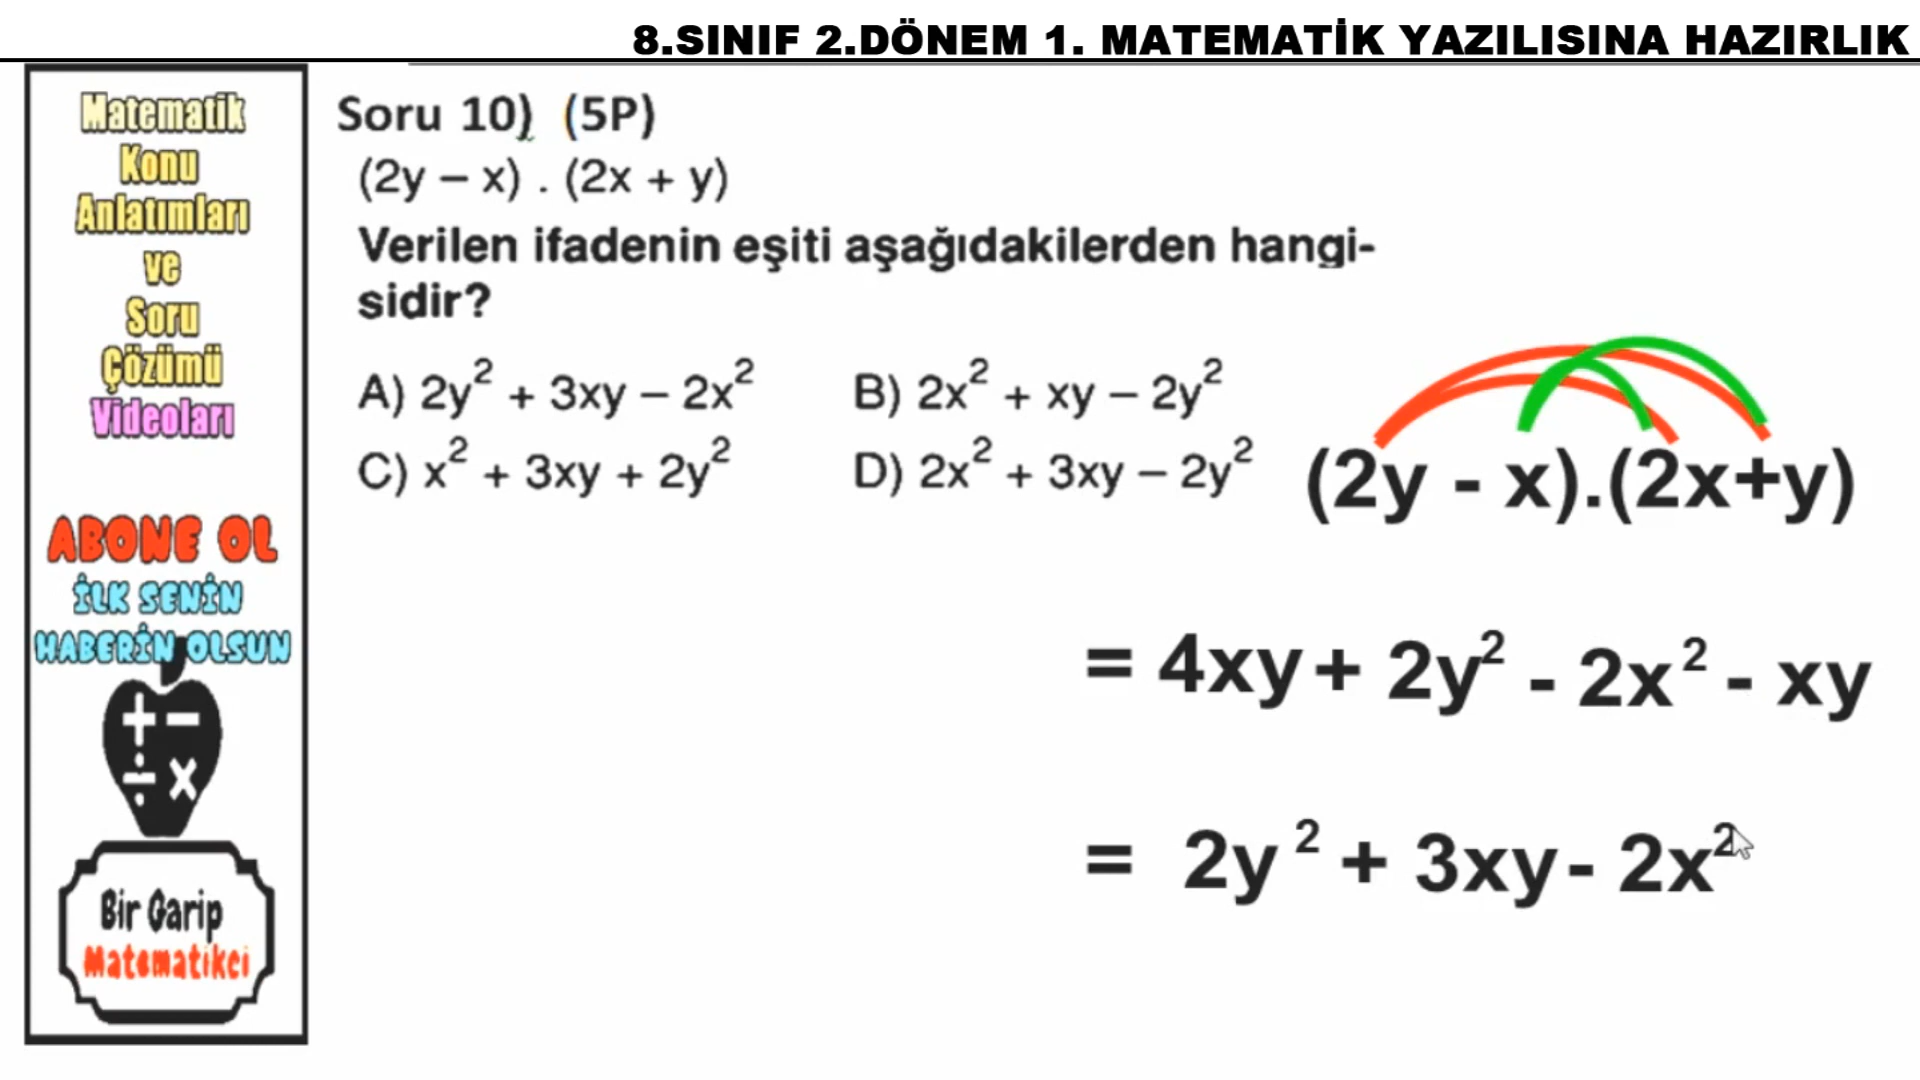 8.SINIF 2.DÖNEM 1. MATEMATİK YAZILISINA HAZIRLIK
Matematik
Konu
Anlatımları
ve
Soru
Çözümü
Videoları
ABONE OL
İLK SENİN
HABERİN OLSUN
+ −
÷ x
Bir Garip
Matematikci
Soru 10) (5P)
(2y – x) . (2x + y)
Verilen ifadenin eşiti aşağıdakilerden hangi-
sidir?
A) 2y² + 3xy – 2x² B) 2x² + xy – 2y²
C) x² + 3xy + 2y² D) 2x² + 3xy – 2y²
(2y - x).(2x+y)
= 4xy + 2y² - 2x² - xy
= 2y² + 3xy - 2x²